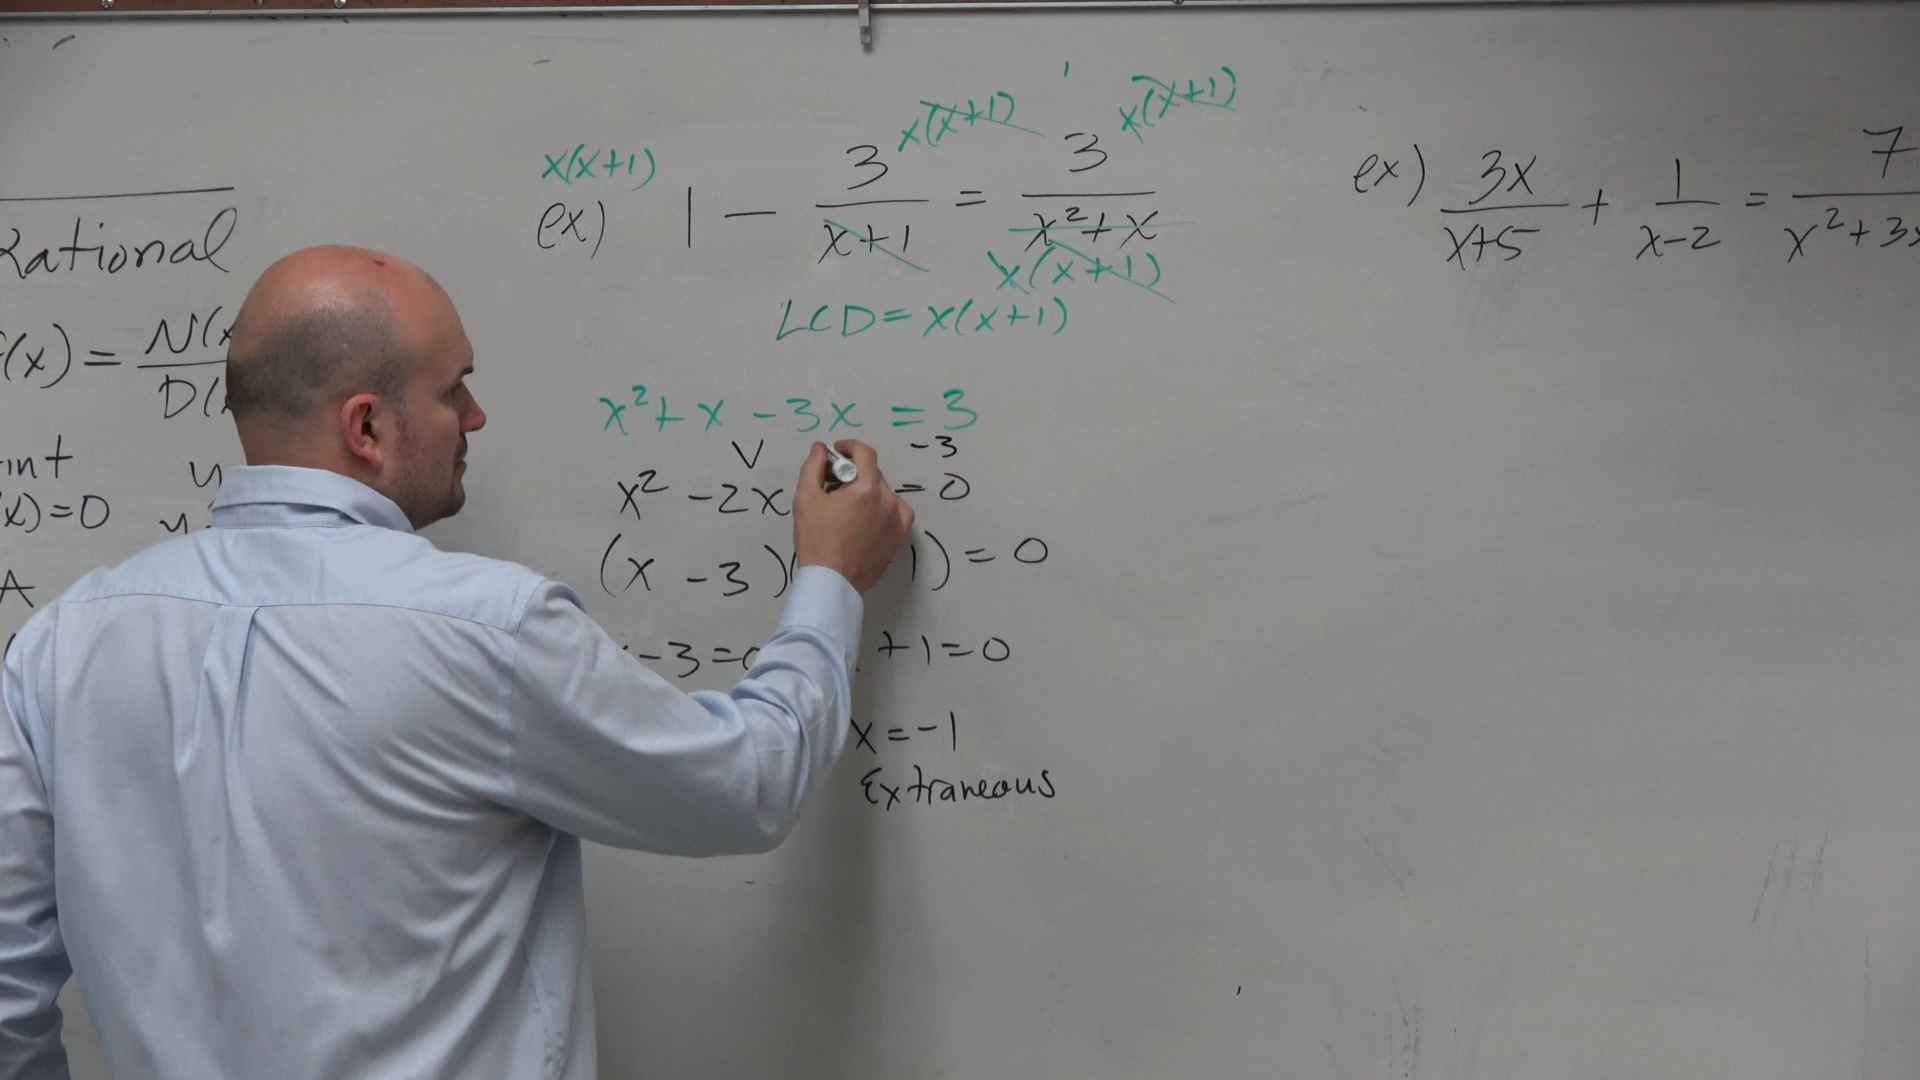 Rational
(x) = N(x
D(
int
x)=0
y
A
x(x+1) x(x+1) x(x+1)
ex) 1 - 3/(x+1) = 3/(x²+x)
x(x+1)
LCD = x(x+1)
x² + x - 3x = 3
-3
x² - 2x = 0
(x - 3)( 1) = 0
-3=0 +1=0
x = -1
Extraneous
ex) 3x/(x+5) + 1/(x-2) = 7/(x²+3x